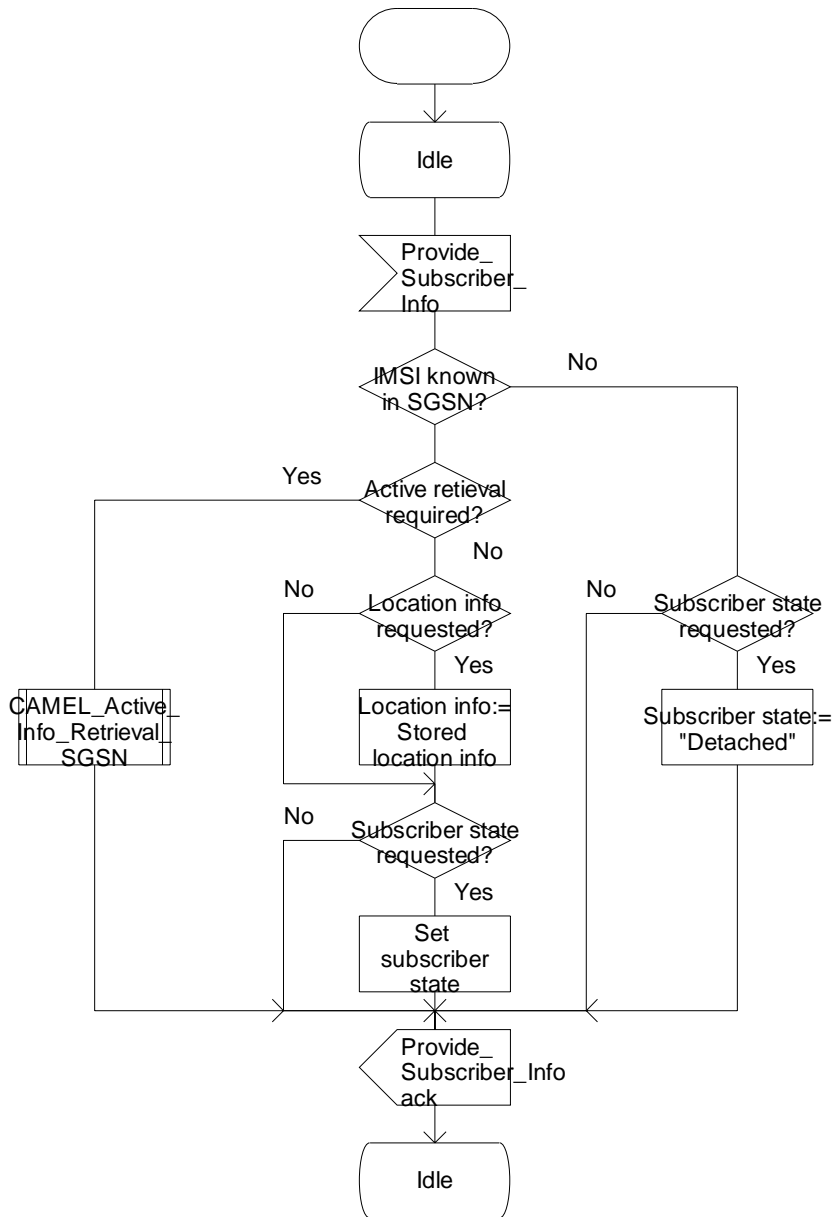 Idle
Provide_
Subscriber_
Info
IMSI known
in SGSN?
No
Yes
Active retieval
required?
No
No
Location info
requested?
Yes
No
Subscriber state
requested?
Yes
CAMEL_Active_
Info_Retrieval_
SGSN
Location info:=
Stored
location info
Subscriber state:=
"Detached"
No
Subscriber state
requested?
Yes
Set
subscriber
state
Provide_
Subscriber_Info
ack
Idle